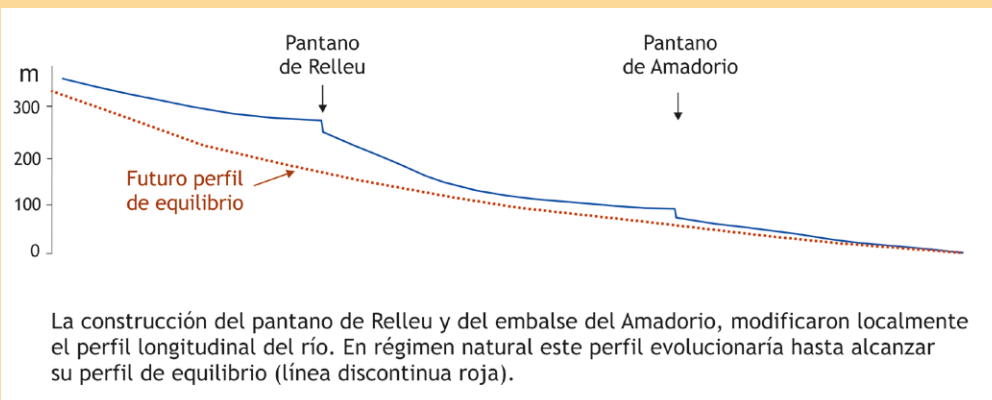 Pantano
de Relleu
Pantano
de Amadorio
m
300
200
100
0
Futuro perfil
de equilibrio
La construcción del pantano de Relleu y del embalse del Amadorio, modificaron localmente
el perfil longitudinal del río. En régimen natural este perfil evolucionaría hasta alcanzar
su perfil de equilibrio (línea discontinua roja).